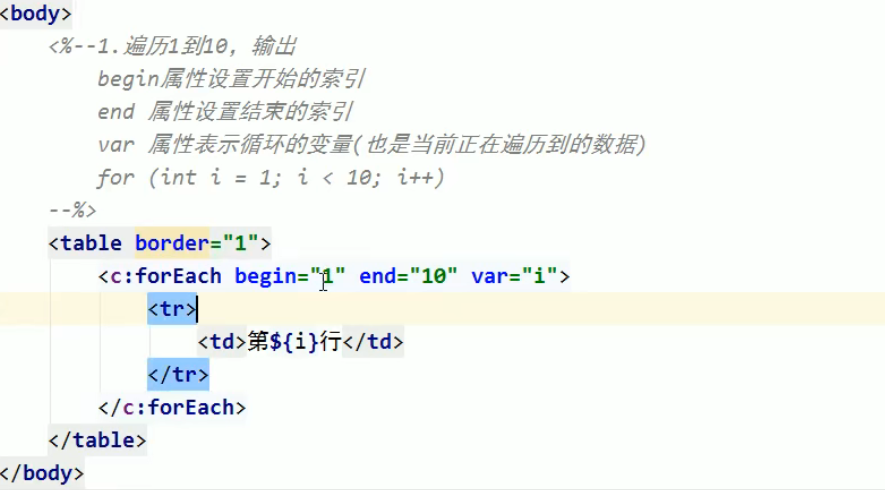 <body>
<%--1.遍历1到10，输出
begin属性设置开始的索引
end 属性设置结束的索引
var 属性表示循环的变量(也是当前正在遍历到的数据)
for (int i = 1; i < 10; i++)
--%>
<table border="1">
<c:forEach begin="1" end="10" var="i">
<tr>
<td>第${i}行</td>
</tr>
</c:forEach>
</table>
</body>